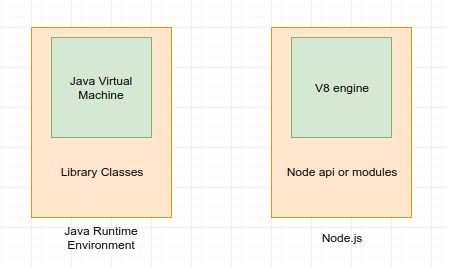 Java Virtual
Machine
Library Classes
Java Runtime
Environment
V8 engine
Node api or modules
Node.js